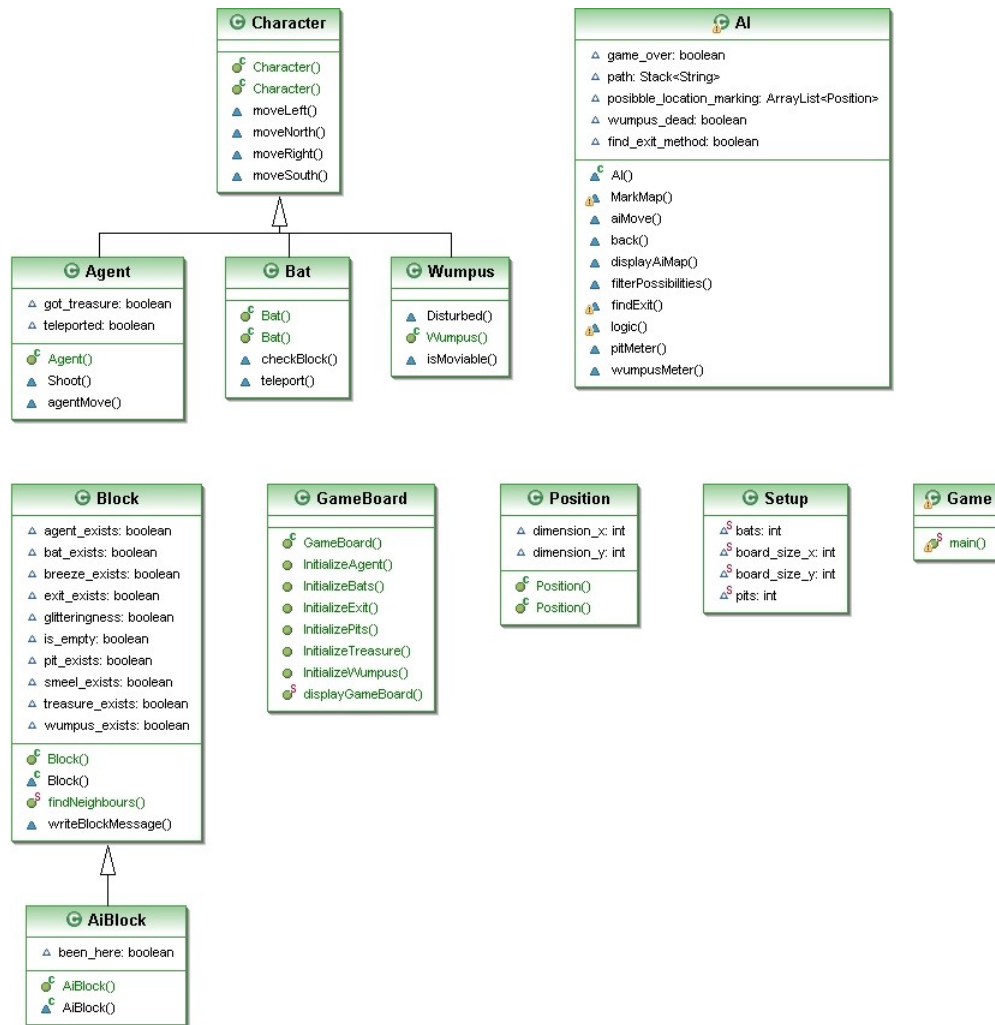 Character
Character()
Character()
moveLeft()
moveNorth()
moveRight()
moveSouth()
AI
game_over: boolean
path: Stack<String>
posibble_location_marking: ArrayList<Position>
wumpus_dead: boolean
find_exit_method: boolean
AI()
MarkMap()
aiMove()
back()
displayAiMap()
filterPossibilities()
findExit()
logic()
pitMeter()
wumpusMeter()
Agent
got_treasure: boolean
teleported: boolean
Agent()
Shoot()
agentMove()
Bat
Bat()
Bat()
checkBlock()
teleport()
Wumpus
Disturbed()
Wumpus()
isMoviable()
Block
agent_exists: boolean
bat_exists: boolean
breeze_exists: boolean
exit_exists: boolean
glitteringness: boolean
is_empty: boolean
pit_exists: boolean
smeel_exists: boolean
treasure_exists: boolean
wumpus_exists: boolean
Block()
Block()
findNeighbours()
writeBlockMessage()
GameBoard
GameBoard()
InitializeAgent()
InitializeBats()
InitializeExit()
InitializePits()
InitializeTreasure()
InitializeWumpus()
displayGameBoard()
Position
dimension_x: int
dimension_y: int
Position()
Position()
Setup
bats: int
board_size_x: int
board_size_y: int
pits: int
Game
main()
AiBlock
been_here: boolean
AiBlock()
AiBlock()